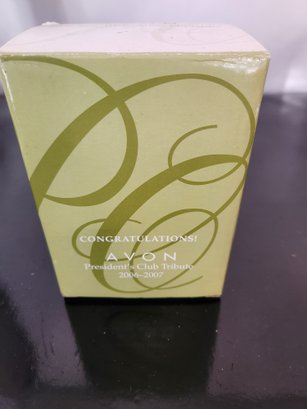 CONGRATULATIONS!
AVON
President's Club Tribute
2006-2007